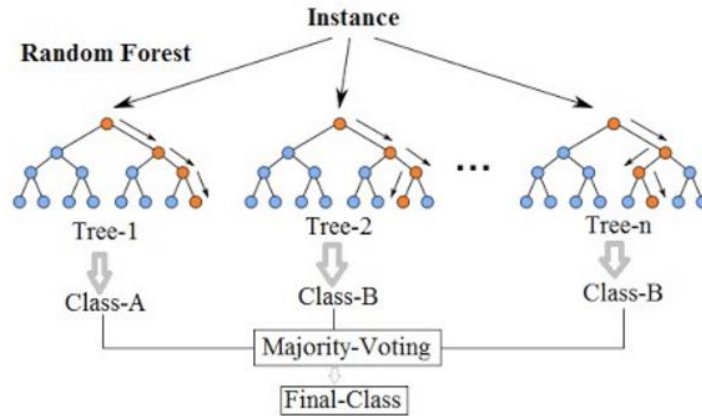 Instance
Random Forest
...
Tree-1
Tree-2
Tree-n
Class-A
Class-B
Class-B
Majority-Voting
Final-Class